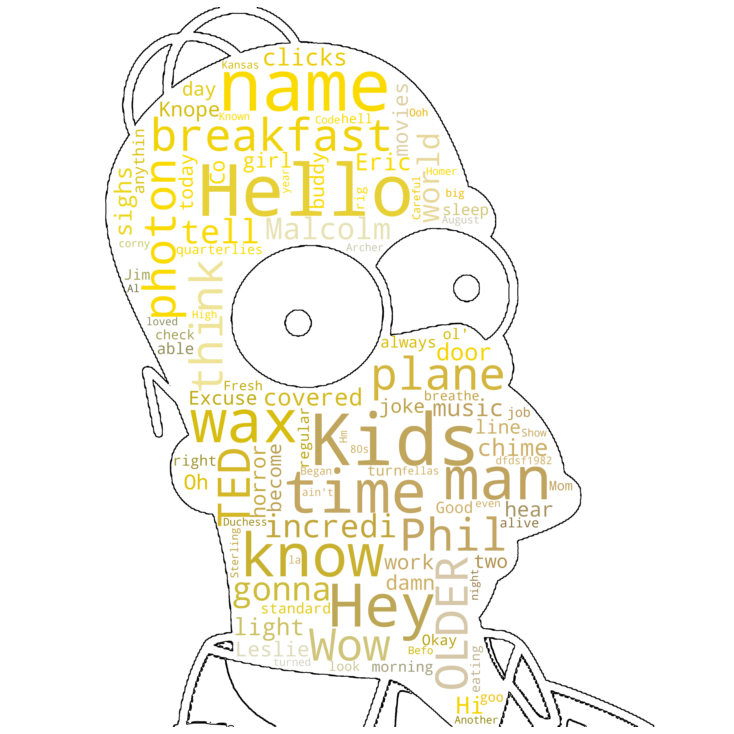 clicks
Kansas
name
day
movies
Knope
Known
Code
hell
Ooh
breakfast
anythin
world
girl
Eric
photon
today
Co
year
buddy
rig
Careful
Homer
sighs
Hello
big
sleep
August
tell
Malcolm
corny
quarterlies
Archer
think
Jim
Al
High
loved
check
able
always
ol'
door
plane
Fresh
Excuse
covered
breathe
joke
music
job
wax
regular
Hm
Kids
line
Show
80s
chime
right
TED
horror
become
Began
turn
fellas
dfdsf1982
Oh
ain't
time
man
Mom
Good
even
hear
Duchess
incredi
Phil
alive
Sterling
know
la
work
two
gonna
damn
night
standard
Hey
OLDER
light
Wow
Okay
Leslie
Befo
turned
look
morning
eating
Hi
goo
Another